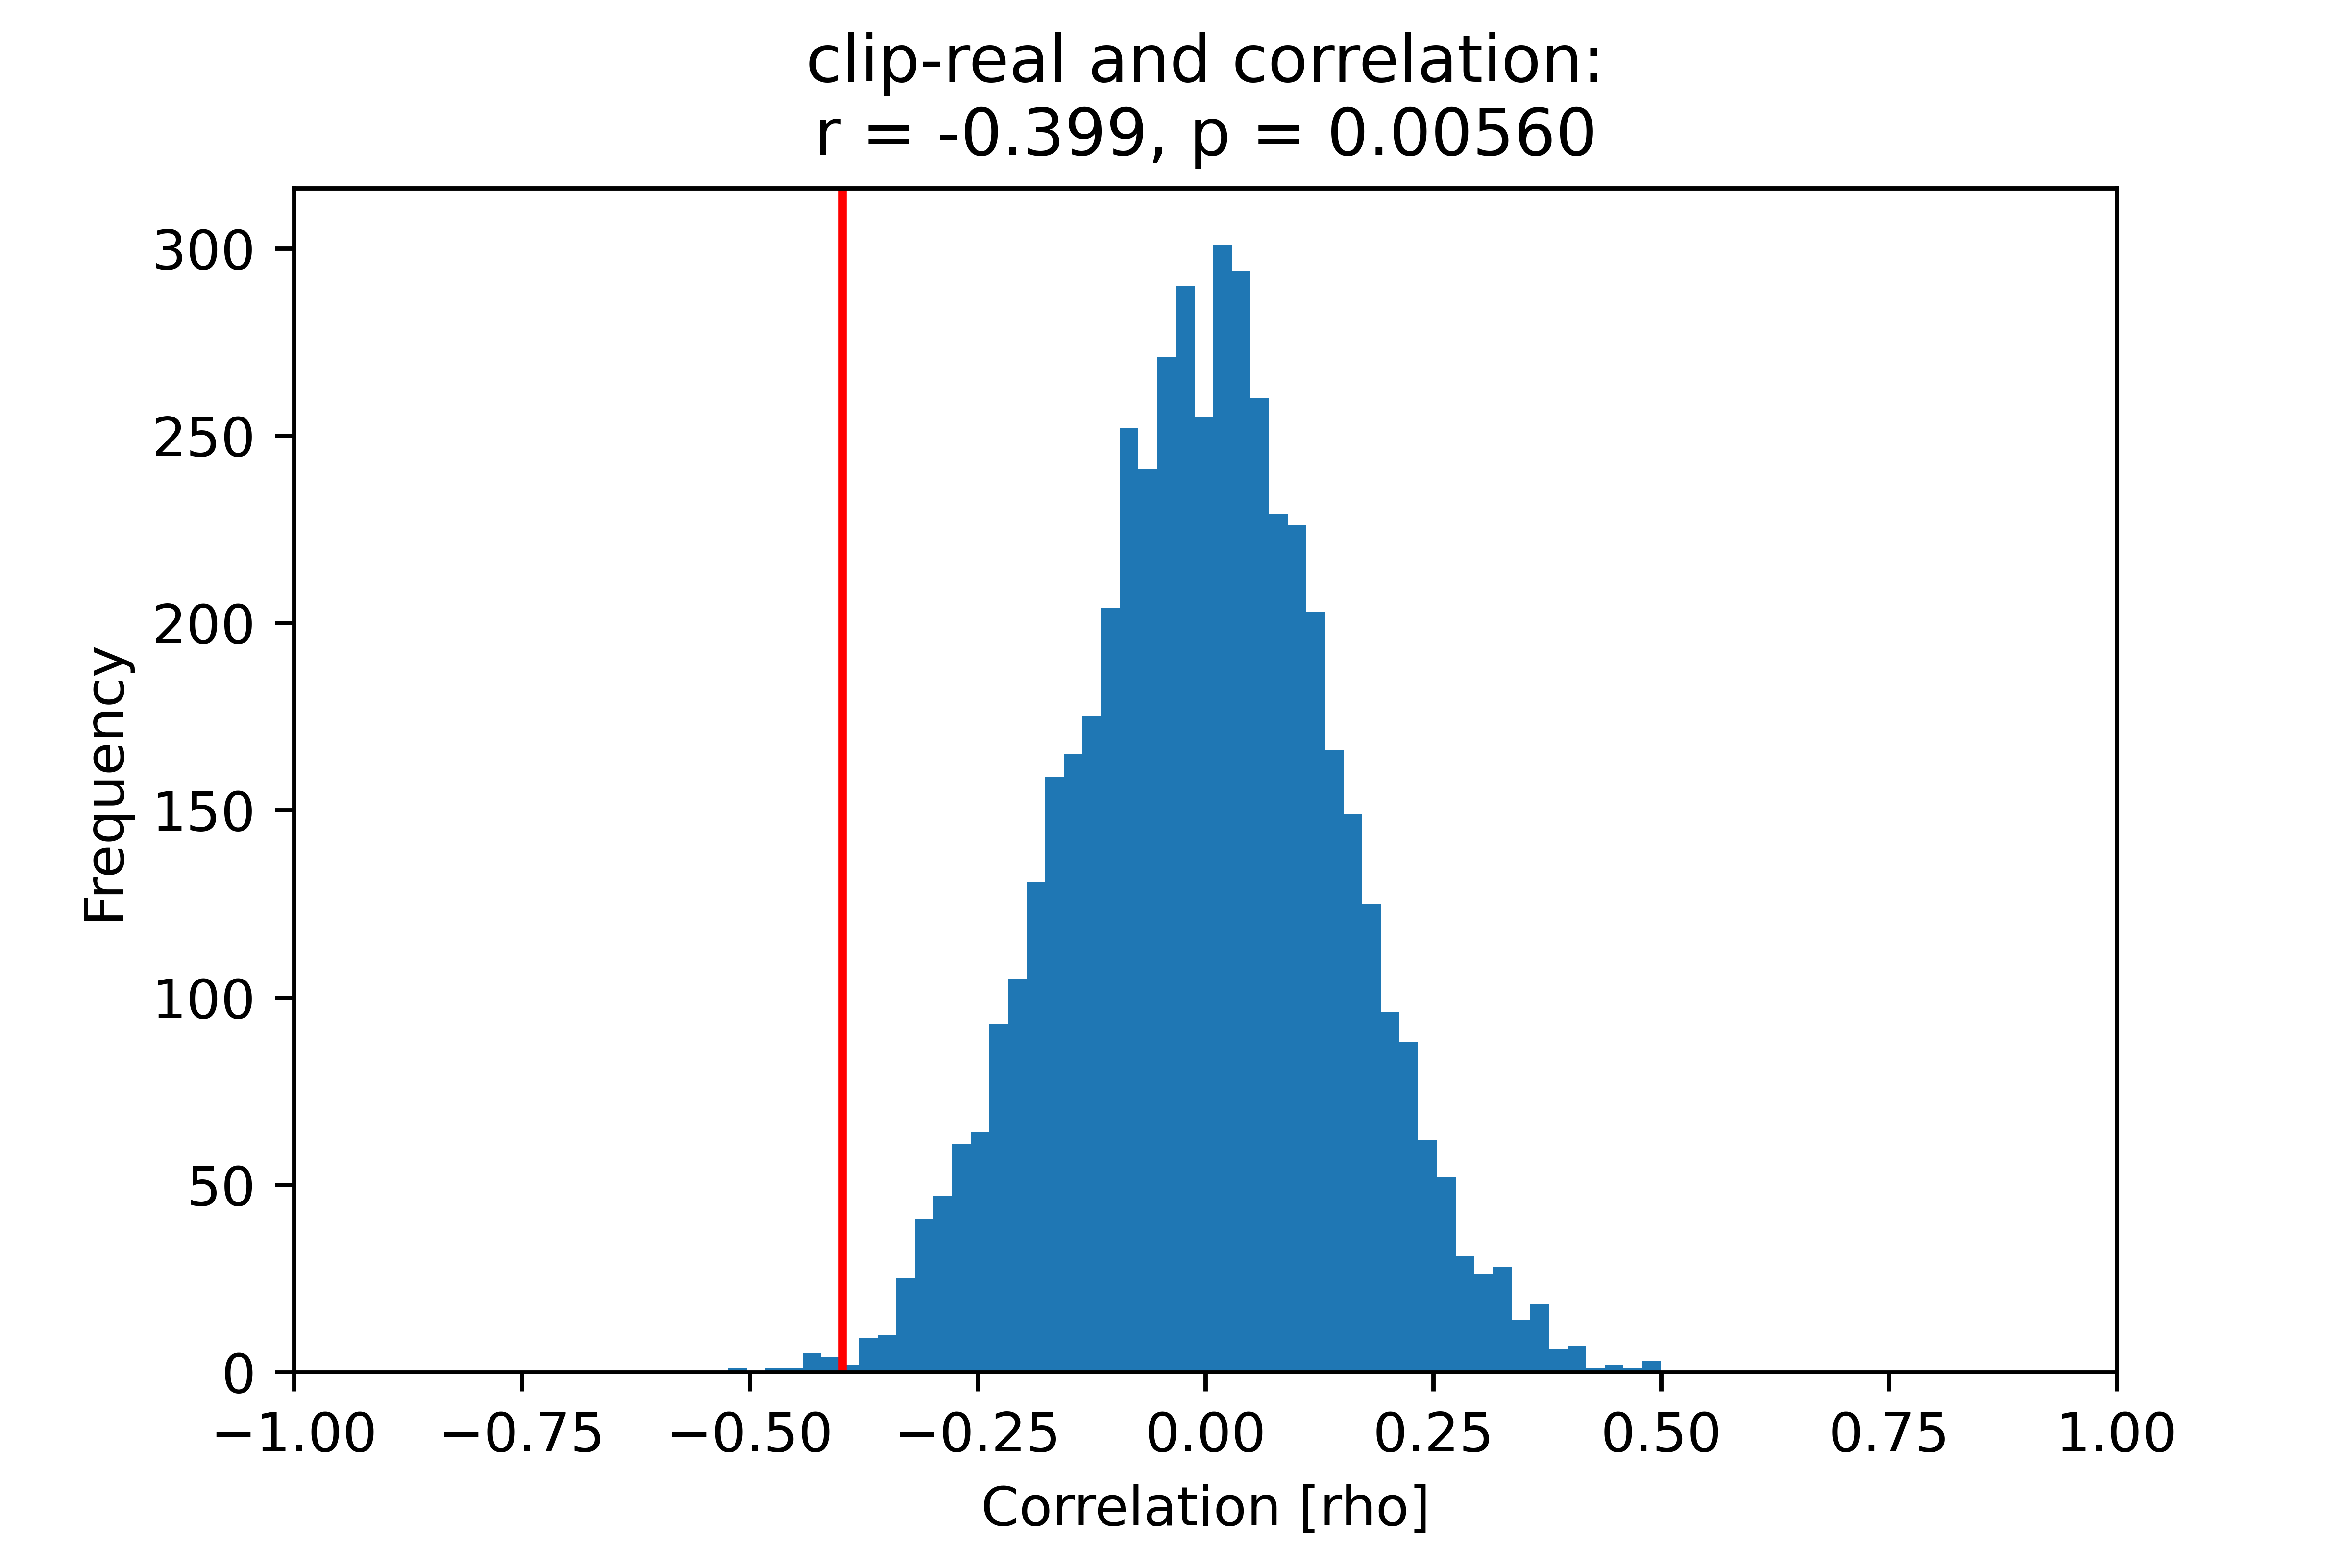 clip-real and correlation:
r = -0.399, p = 0.00560
300
250
200
150
100
50
0
Frequency
−1.00 −0.75 −0.50 −0.25 0.00 0.25 0.50 0.75 1.00
Correlation [rho]